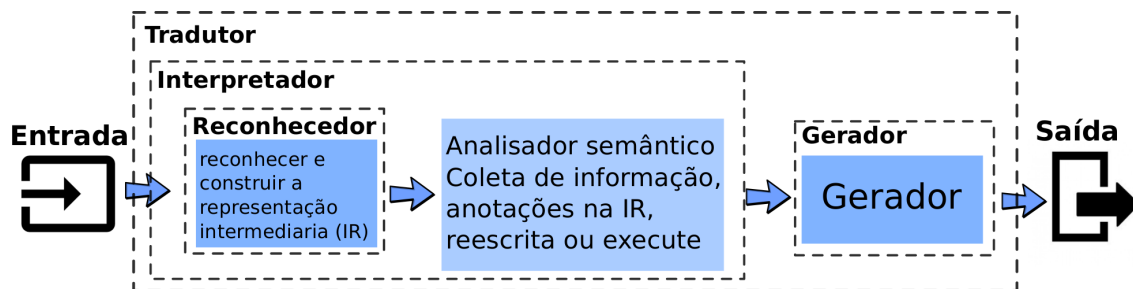 Tradutor
Interpretador
Entrada
Reconhecedor
reconhecer e
construir a
representação
intermediaria (IR)
Analisador semântico
Coleta de informação,
anotações na IR,
reescrita ou execute
Gerador
Gerador
Saída